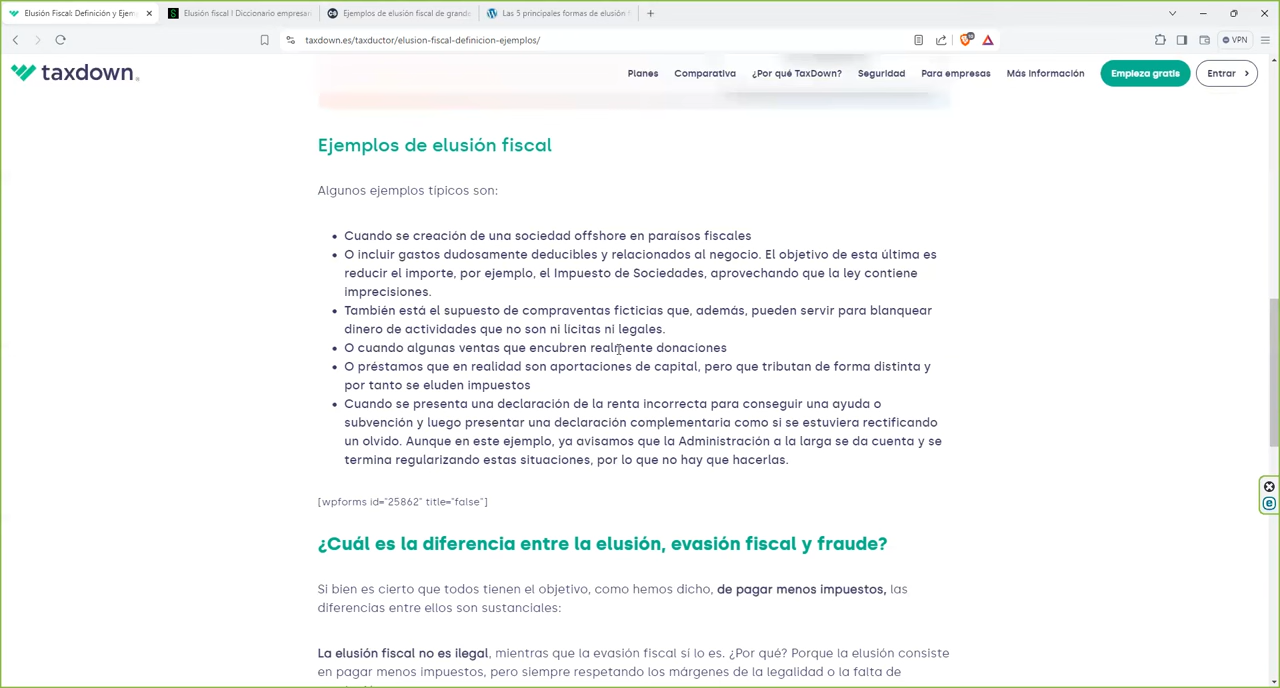 Elusión Fiscal: Definición y Ejem
Elusión fiscal | Diccionario empresari
Ejemplos de elusión fiscal de grande
Las 5 principales formas de elusión f
taxdown.es/taxductor/elusion-fiscal-definicion-ejemplos/
VPN
taxdown.
Planes
Comparativa
¿Por qué TaxDown?
Seguridad
Para empresas
Más información
Empieza gratis
Entrar
Ejemplos de elusión fiscal
Algunos ejemplos típicos son:
Cuando se creación de una sociedad offshore en paraísos fiscales
O incluir gastos dudosamente deducibles y relacionados al negocio. El objetivo de esta última es
reducir el importe, por ejemplo, el Impuesto de Sociedades, aprovechando que la ley contiene
imprecisiones.
También está el supuesto de compraventas ficticias que, además, pueden servir para blanquear
dinero de actividades que no son ni lícitas ni legales.
O cuando algunas ventas que encubren realmente donaciones
O préstamos que en realidad son aportaciones de capital, pero que tributan de forma distinta y
por tanto se eluden impuestos
Cuando se presenta una declaración de la renta incorrecta para conseguir una ayuda o
subvención y luego presentar una declaración complementaria como si se estuviera rectificando
un olvido. Aunque en este ejemplo, ya avisamos que la Administración a la larga se da cuenta y se
termina regularizando estas situaciones, por lo que no hay que hacerlas.
[wpforms id="25862" title="false"]
¿Cuál es la diferencia entre la elusión, evasión fiscal y fraude?
Si bien es cierto que todos tienen el objetivo, como hemos dicho, de pagar menos impuestos, las
diferencias entre ellos son sustanciales:
La elusión fiscal no es ilegal, mientras que la evasión fiscal sí lo es. ¿Por qué? Porque la elusión consiste
en pagar menos impuestos, pero siempre respetando los márgenes de la legalidad o la falta de